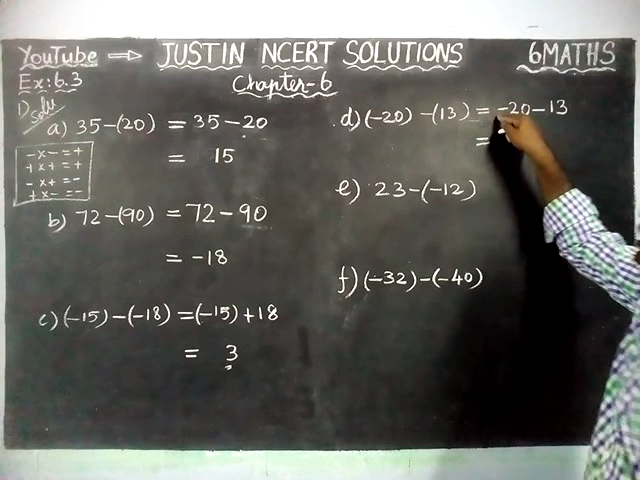 YouTube → JUSTIN NCERT SOLUTIONS 6MATHS
Ex:6.3 Chapter-6
1) Solu
a) 35-(20) = 35-20
= 15
- x - = +
+ x + = +
- x + = -
+ x - = -
b) 72-(90) = 72-90
= -18
c) (-15)-(-18) = (-15)+18
= 3
d) (-20) -(13) = -20-13
=
e) 23-(-12)
f) (-32)-(-40)